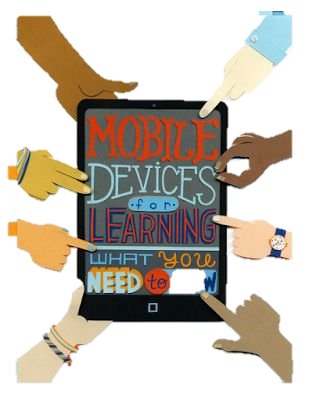 MOBILE
DEVICES
for
LEARNING
WHAT YOU
NEED to